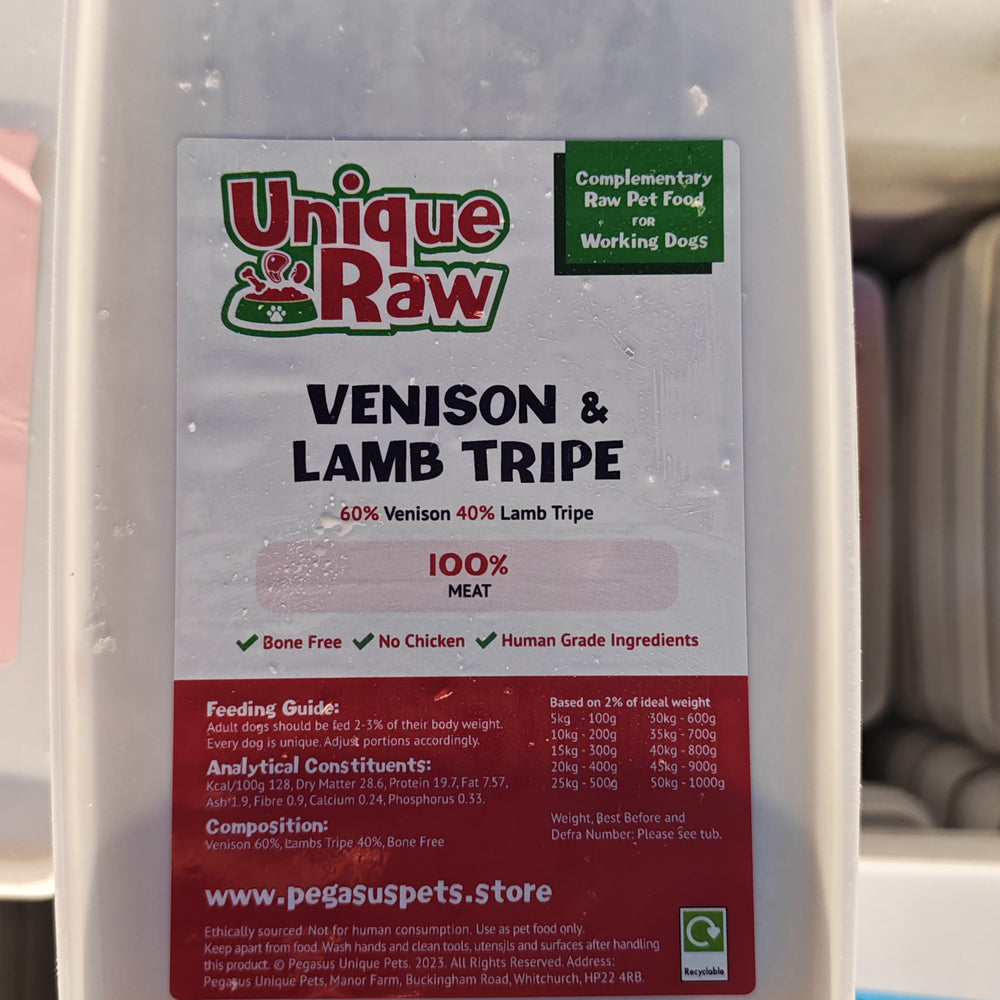 Unique
Raw
Complementary
Raw Pet Food
FOR
Working Dogs
VENISON &
LAMB TRIPE
60% Venison 40% Lamb Tripe
100%
MEAT
Bone Free No Chicken Human Grade Ingredients
Feeding Guide:
Adult dogs should be fed 2-3% of their body weight.
Every dog is unique. Adjust portions accordingly.
Analytical Constituents:
Kcal/100g 128, Dry Matter 28.6, Protein 19.7, Fat 7.57,
Ash 1.9, Fibre 0.9, Calcium 0.24, Phosphorus 0.33.
Composition:
Venison 60%, Lambs Tripe 40%, Bone Free
Based on 2% of ideal weight
5kg - 100g 30kg - 600g
10kg - 200g 35kg - 700g
15kg - 300g 40kg - 800g
20kg - 400g 45kg - 900g
25kg - 500g 50kg - 1000g
Weight, Best Before and
Defra Number: Please see tub.
www.pegasuspets.store
Ethically sourced. Not for human consumption. Use as pet food only.
Keep apart from food. Wash hands and clean tools, utensils and surfaces after handling
this product. © Pegasus Unique Pets. 2023. All Rights Reserved. Address:
Pegasus Unique Pets, Manor Farm, Buckingham Road, Whitchurch, HP22 4RB.
Recyclable